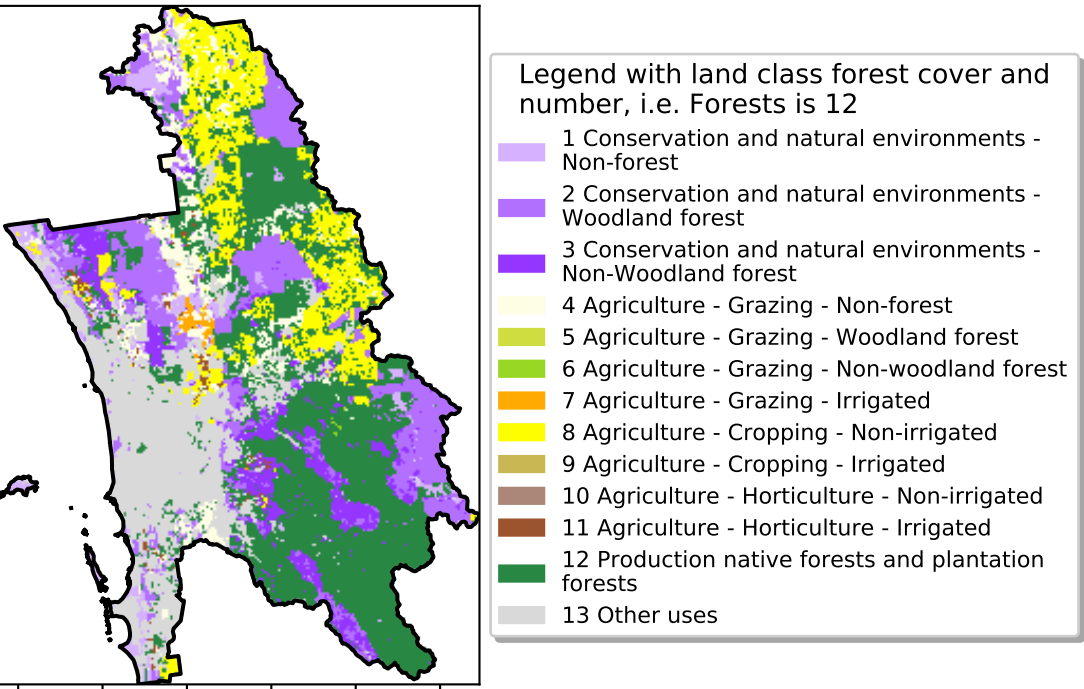 Legend with land class forest cover and
number, i.e. Forests is 12
1 Conservation and natural environments -
Non-forest
2 Conservation and natural environments -
Woodland forest
3 Conservation and natural environments -
Non-Woodland forest
4 Agriculture - Grazing - Non-forest
5 Agriculture - Grazing - Woodland forest
6 Agriculture - Grazing - Non-woodland forest
7 Agriculture - Grazing - Irrigated
8 Agriculture - Cropping - Non-irrigated
9 Agriculture - Cropping - Irrigated
10 Agriculture - Horticulture - Non-irrigated
11 Agriculture - Horticulture - Irrigated
12 Production native forests and plantation
forests
13 Other uses